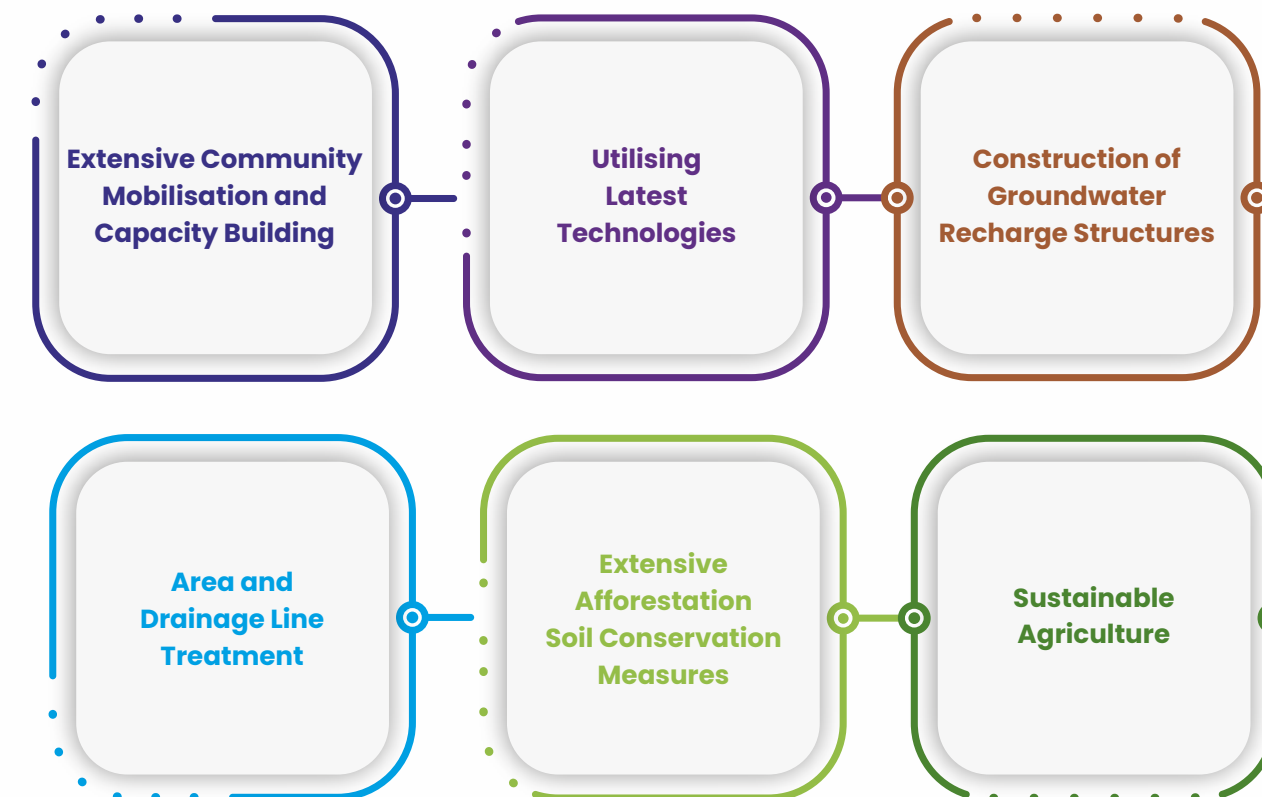 Extensive Community
Mobilisation and
Capacity Building
Utilising
Latest
Technologies
Construction of
Groundwater
Recharge Structures
Area and
Drainage Line
Treatment
Extensive
Afforestation
Soil Conservation
Measures
Sustainable
Agriculture